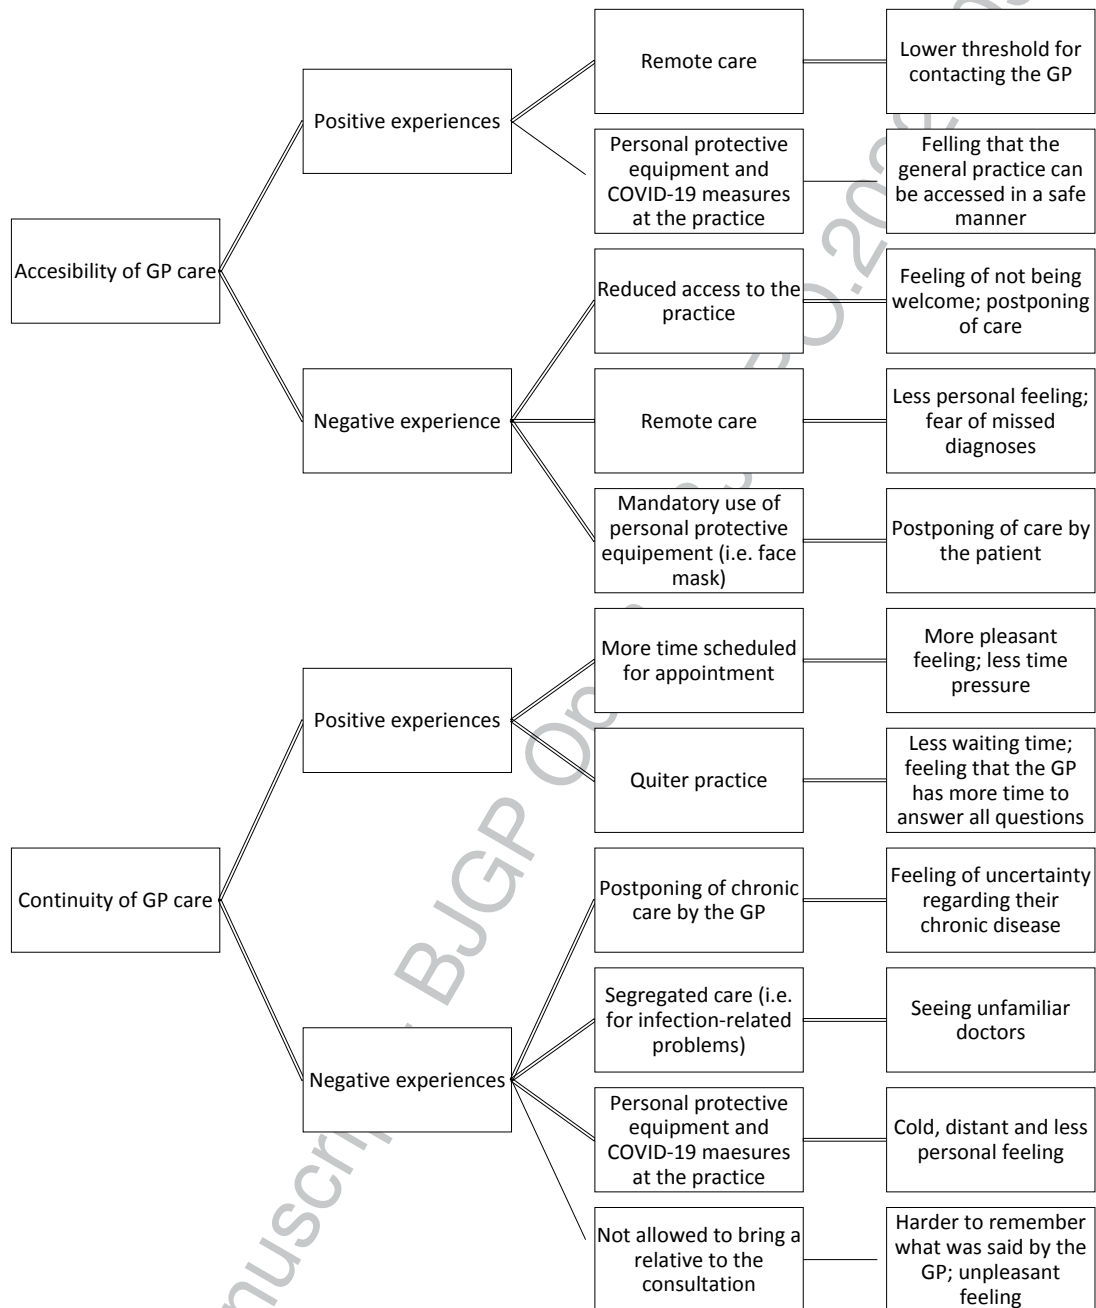 Remote care
Lower threshold for
contacting the GP
Positive experiences
Personal protective
equipment and
COVID-19 measures
at the practice
Felling that the
general practice can
be accessed in a safe
manner
Accesibility of GP care
Reduced access to the
practice
Feeling of not being
welcome; postponing
of care
Negative experience
Remote care
Less personal feeling;
fear of missed
diagnoses
Mandatory use of
personal protective
equipement (i.e. face
mask)
Postponing of care by
the patient
More time scheduled
for appointment
More pleasant
feeling; less time
pressure
Positive experiences
Quiter practice
Less waiting time;
feeling that the GP
has more time to
answer all questions
Continuity of GP care
Postponing of chronic
care by the GP
Feeling of uncertainty
regarding their
chronic disease
Segregated care (i.e.
for infection-related
problems)
Seeing unfamiliar
doctors
Negative experiences
Personal protective
equipment and
COVID-19 maesures
at the practice
Cold, distant and less
personal feeling
Not allowed to bring a
relative to the
consultation
Harder to remember
what was said by the
GP; unpleasant
feeling
BJGP